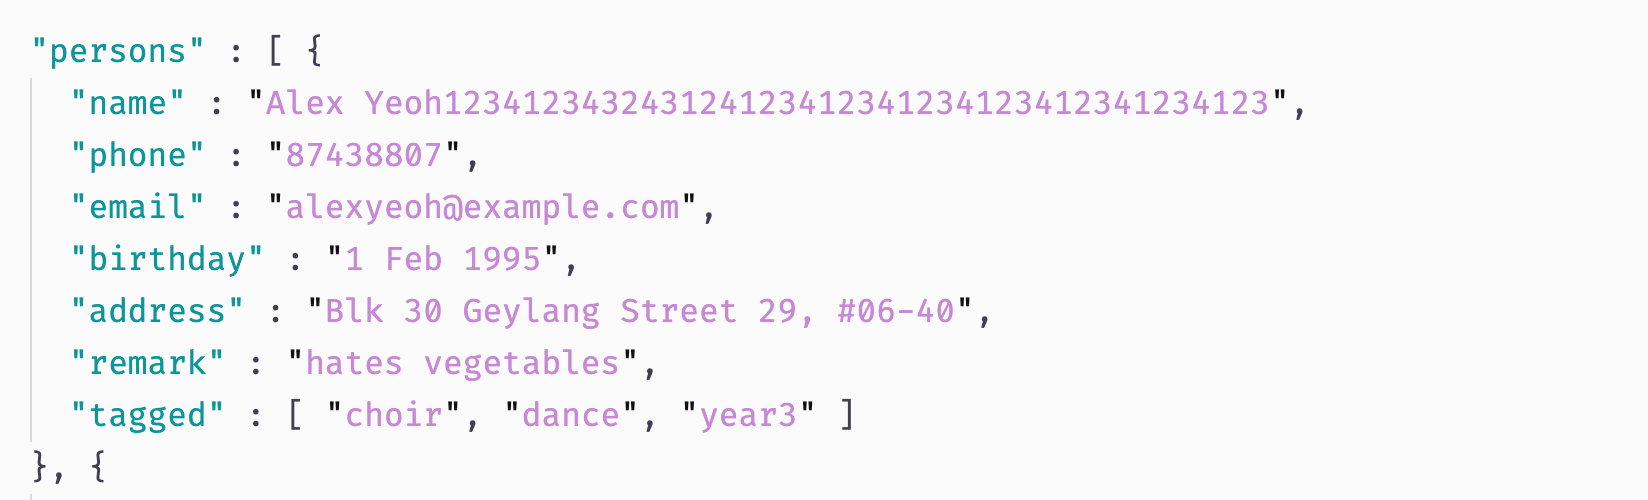 "persons" : [ {
"name" : "Alex Yeoh123412343243124123412341234123412341234123",
"phone" : "87438807",
"email" : "alexyeoh@example.com",
"birthday" : "1 Feb 1995",
"address" : "Blk 30 Geylang Street 29, #06-40",
"remark" : "hates vegetables",
"tagged" : [ "choir", "dance", "year3" ]
}, {